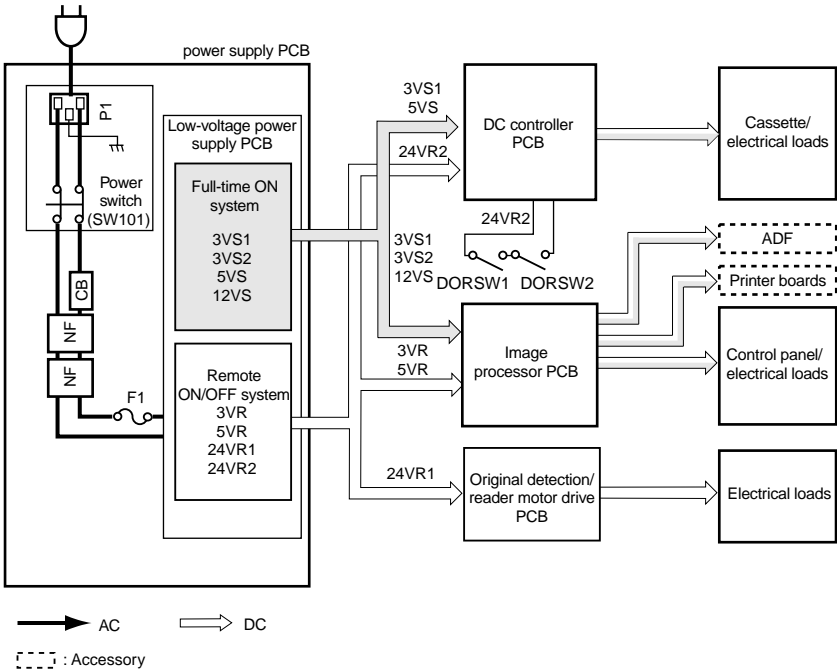 power supply PCB
P1
Power
switch
(SW101)
CB
NF
NF
F1
Low-voltage power
supply PCB
Full-time ON
system
3VS1
3VS2
5VS
12VS
Remote
ON/OFF system
3VR
5VR
24VR1
24VR2
3VS1
5VS
24VR2
3VS1
3VS2
12VS
3VR
5VR
24VR1
DC controller
PCB
24VR2
DORSW1 DORSW2
Image
processor PCB
Original detection/
reader motor drive
PCB
Cassette/
electrical loads
ADF
Printer boards
Control panel/
electrical loads
Electrical loads
AC
DC
: Accessory